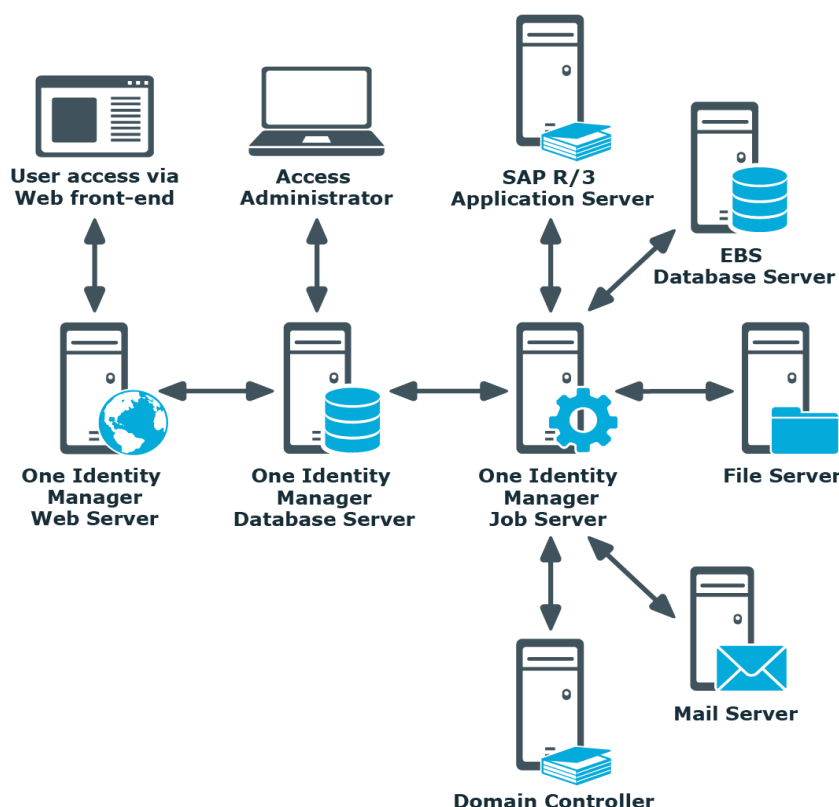 User access via
Web front-end
Access
Administrator
SAP R/3
Application Server
EBS
Database Server
One Identity
Manager
Web Server
One Identity
Manager
Database Server
One Identity
Manager
Job Server
File Server
Mail Server
Domain Controller